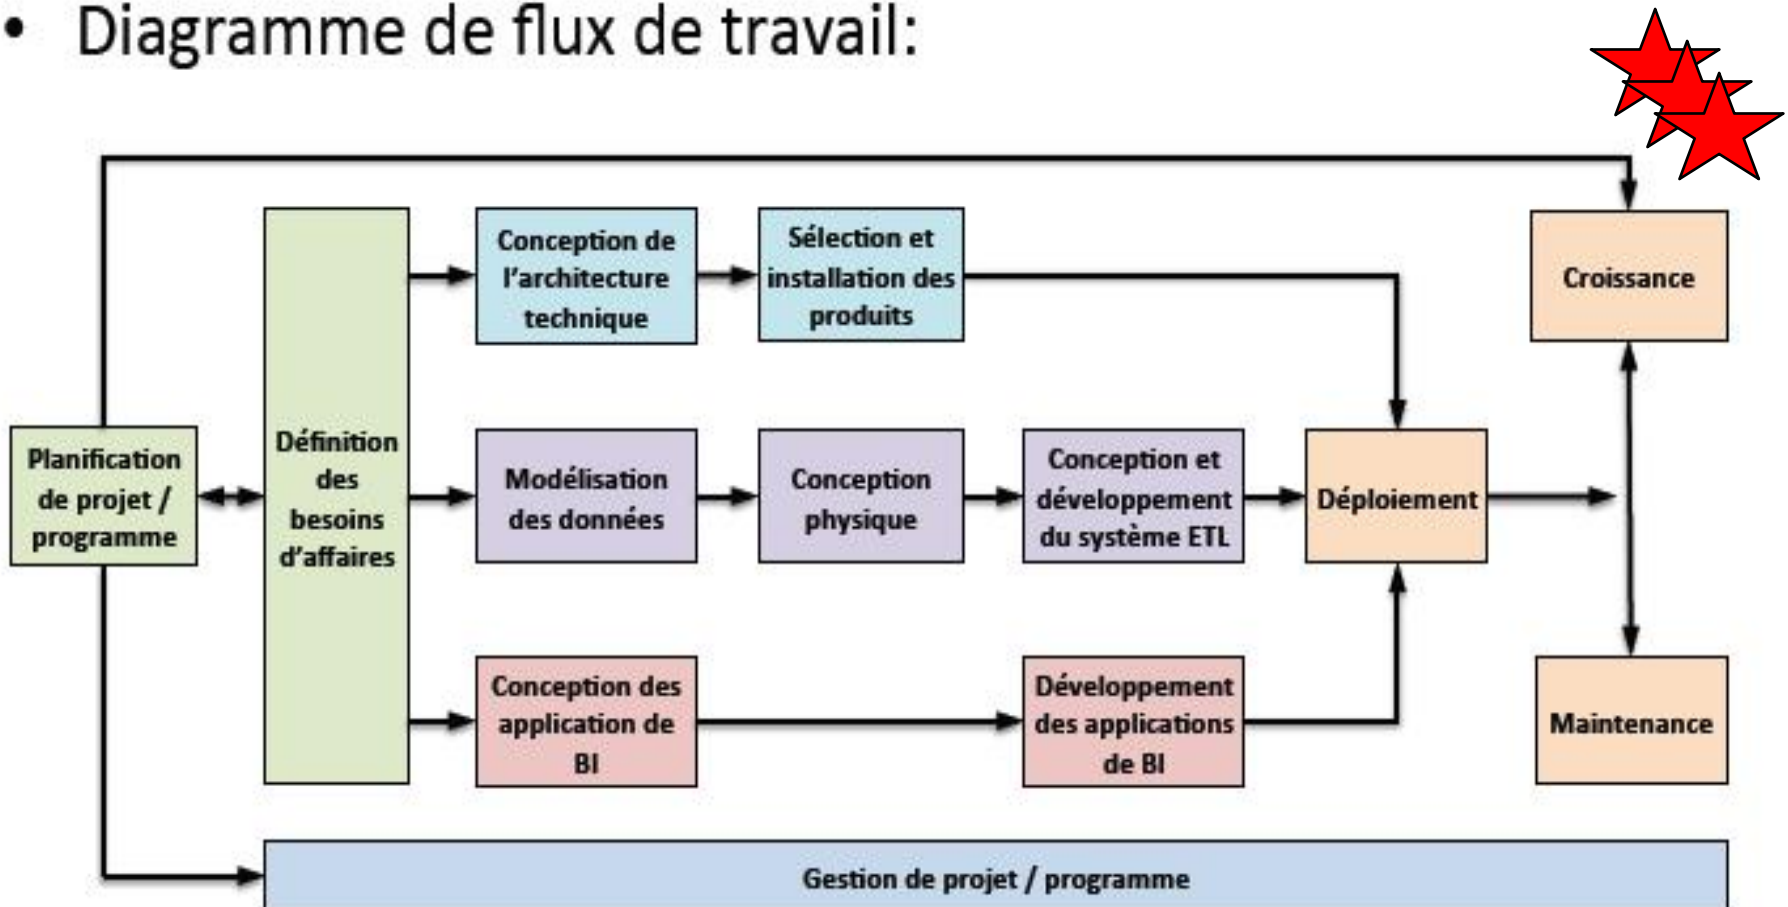 • Diagramme de flux de travail:
Conception de
l'architecture
technique
Sélection et
installation des
produits
Croissance
Planification
de projet /
programme
Définition
des
besoins
d'affaires
Modélisation
des données
Conception
physique
Conception et
développement
du système ETL
Déploiement
Conception des
application de
BI
Développement
des applications
de BI
Maintenance
Gestion de projet / programme